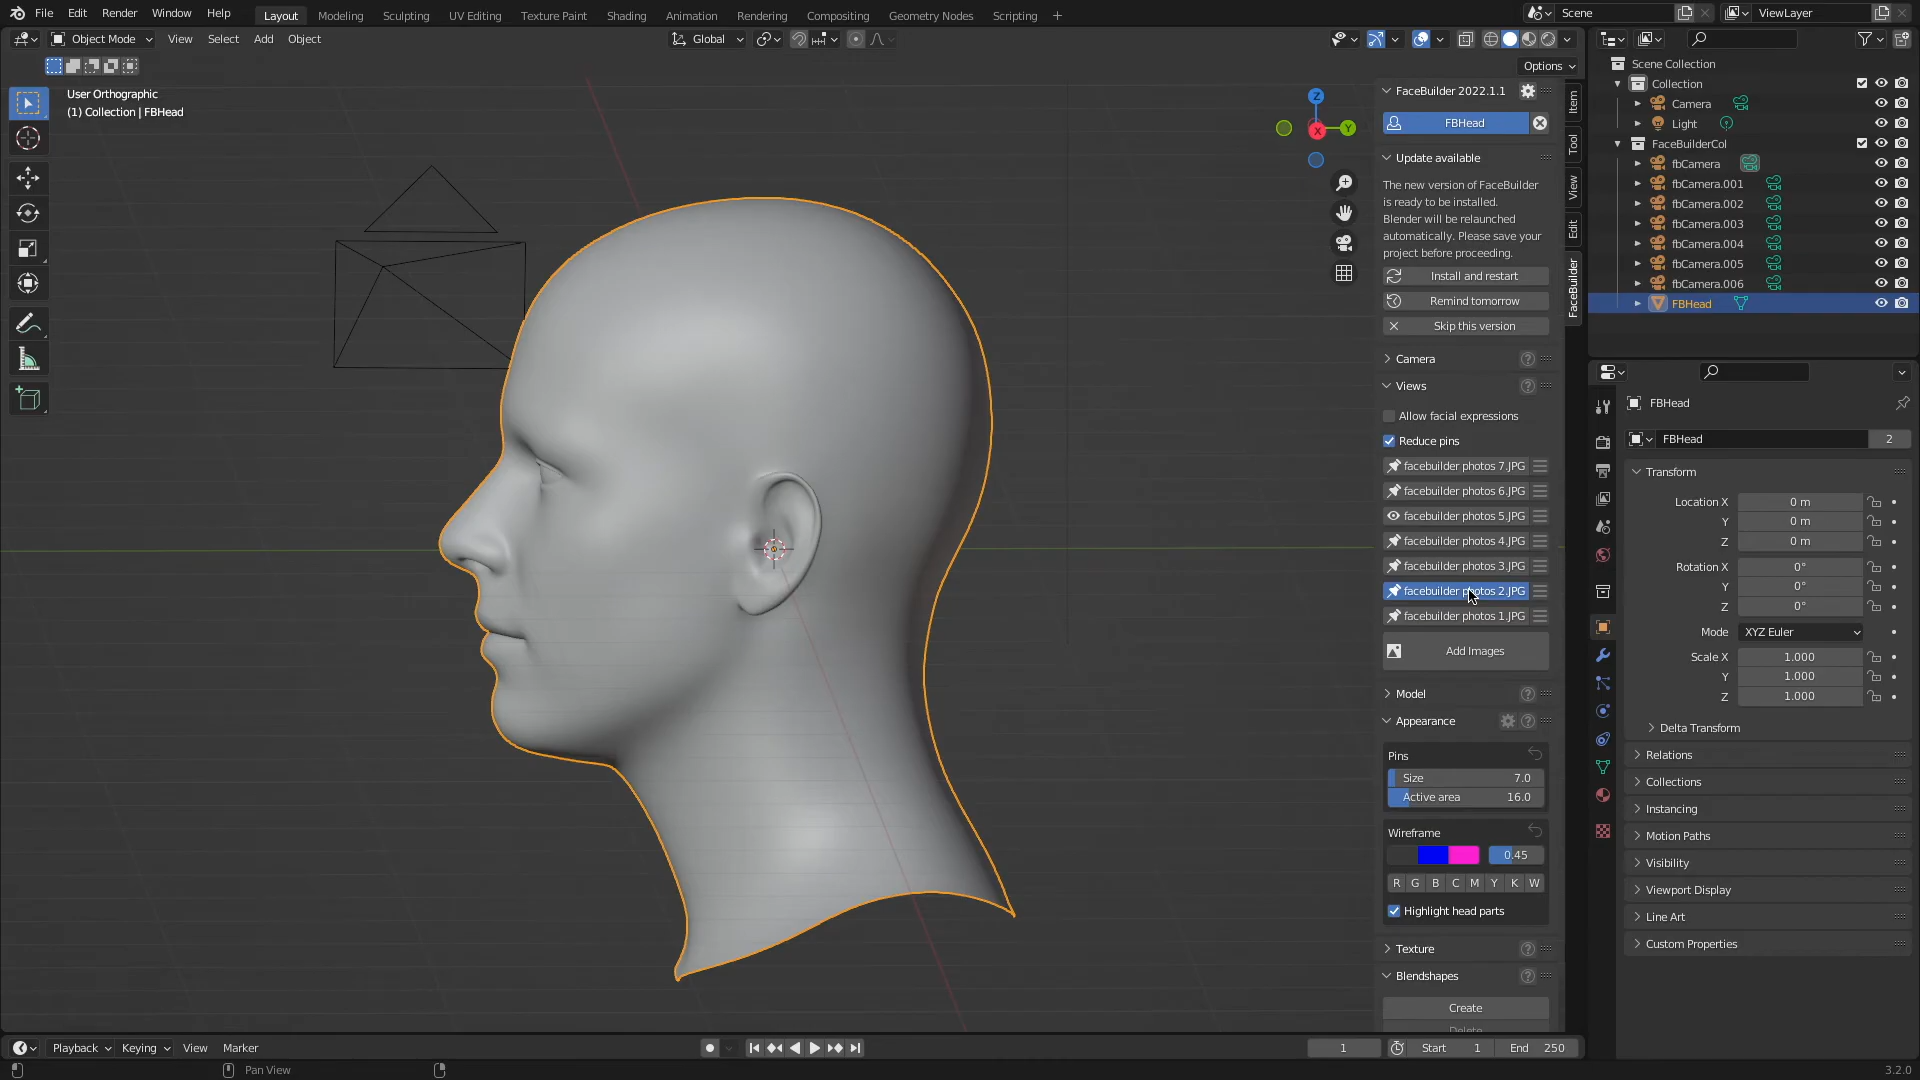 File Edit Render Window Help Layout Modeling Sculpting UV Editing Texture Paint Shading Animation Rendering Compositing Geometry Nodes Scripting + Scene ViewLayer
Object Mode View Select Add Object Global
Options
User Orthographic
(1) Collection | FBHead
Z
X
Y
FaceBuilder 2022.1.1
FBHead
Update available
The new version of FaceBuilder
is ready to be installed.
Blender will be relaunched
automatically. Please save your
project before proceeding.
Install and restart
Remind tomorrow
Skip this version
Camera ?
Views ?
Allow facial expressions
Reduce pins
facebuilder photos 7.JPG
facebuilder photos 6.JPG
facebuilder photos 5.JPG
facebuilder photos 4.JPG
facebuilder photos 3.JPG
facebuilder photos 2.JPG
facebuilder photos 1.JPG
Add Images
Model ?
Appearance ?
Pins
Size 7.0
Active area 16.0
Wireframe
0.45
R G B C M Y K W
Highlight head parts
Texture ?
Blendshapes ?
Create
Delete
Item
Tool
View
Edit
FaceBuilder
Scene Collection
Collection
Camera
Light
FaceBuilderCol
fbCamera
fbCamera.001
fbCamera.002
fbCamera.003
fbCamera.004
fbCamera.005
fbCamera.006
FBHead
FBHead
FBHead 2
Transform
Location X 0 m
Y 0 m
Z 0 m
Rotation X 0°
Y 0°
Z 0°
Mode XYZ Euler
Scale X 1.000
Y 1.000
Z 1.000
Delta Transform
Relations
Collections
Instancing
Motion Paths
Visibility
Viewport Display
Line Art
Custom Properties
Playback Keying View Marker 1 Start 1 End 250
Pan View 3.2.0